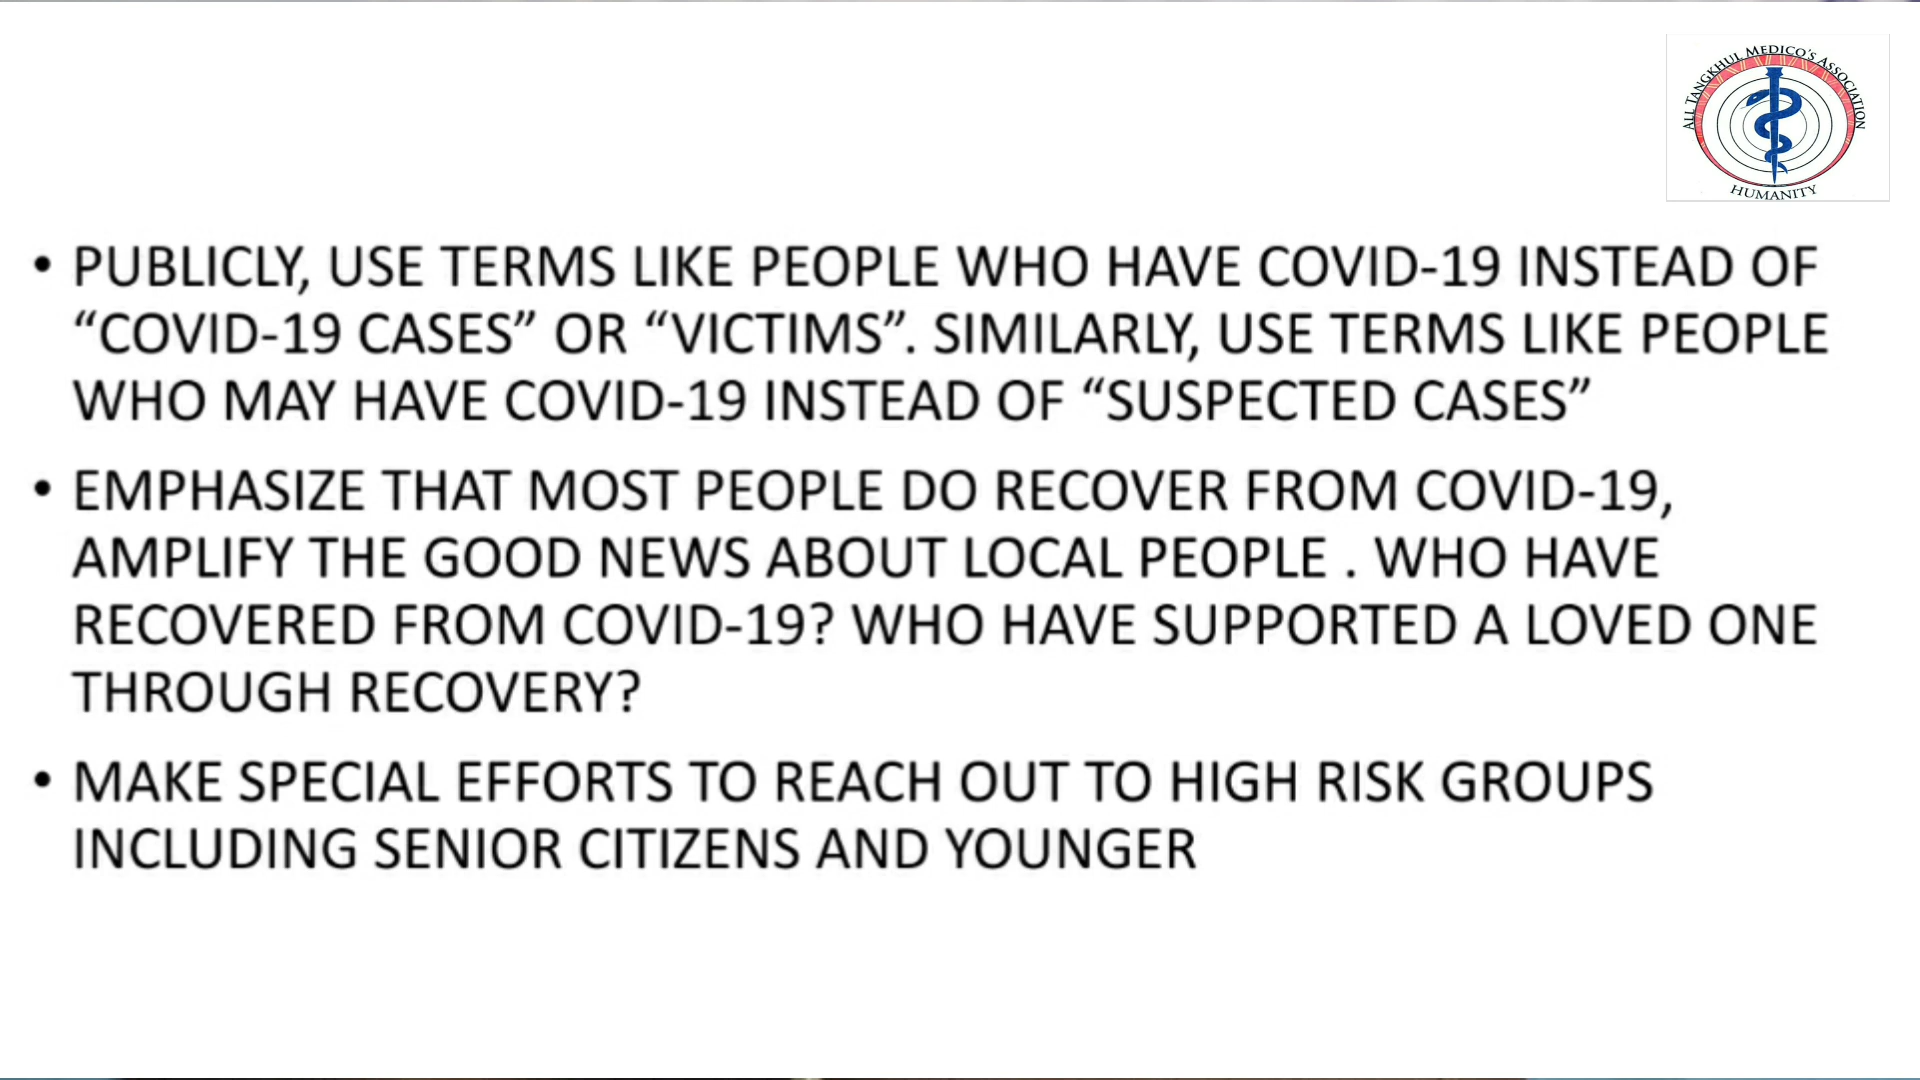 ALL TANGKHUL MEDICO'S ASSOCIATION
HUMANITY
• PUBLICLY, USE TERMS LIKE PEOPLE WHO HAVE COVID-19 INSTEAD OF
“COVID-19 CASES” OR “VICTIMS”. SIMILARLY, USE TERMS LIKE PEOPLE
WHO MAY HAVE COVID-19 INSTEAD OF “SUSPECTED CASES”
• EMPHASIZE THAT MOST PEOPLE DO RECOVER FROM COVID-19,
AMPLIFY THE GOOD NEWS ABOUT LOCAL PEOPLE . WHO HAVE
RECOVERED FROM COVID-19? WHO HAVE SUPPORTED A LOVED ONE
THROUGH RECOVERY?
• MAKE SPECIAL EFFORTS TO REACH OUT TO HIGH RISK GROUPS
INCLUDING SENIOR CITIZENS AND YOUNGER